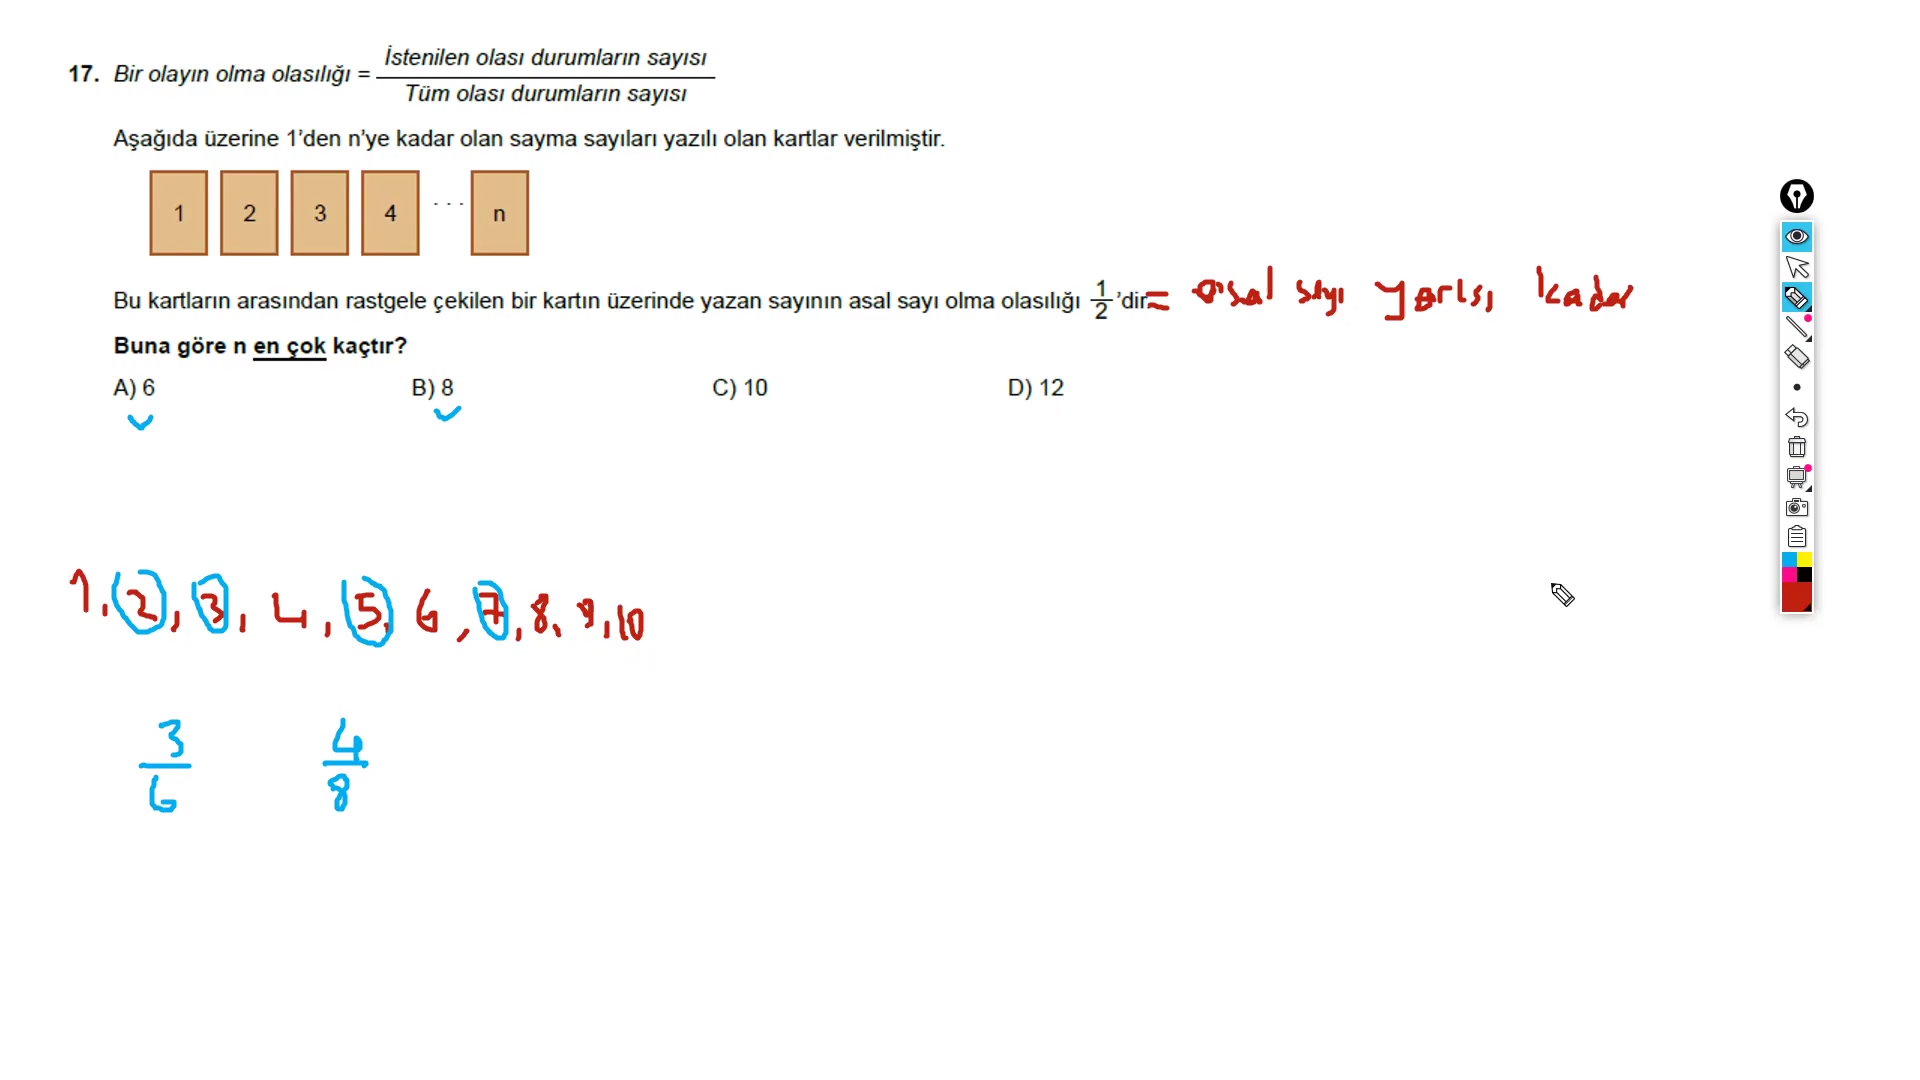 17. Bir olayın olma olasılığı = İstenilen olası durumların sayısı
Tüm olası durumların sayısı
Aşağıda üzerine 1'den n'ye kadar olan sayma sayıları yazılı olan kartlar verilmiştir.
1 2 3 4 . . . n
Bu kartların arasından rastgele çekilen bir kartın üzerinde yazan sayının asal sayı olma olasılığı 1/2 'dir = asal sayı yarısı kadar
Buna göre n en çok kaçtır?
A) 6 B) 8 C) 10 D) 12
1, 2, 3, 4, 5, 6, 7, 8, 9, 10
3 4
6 8